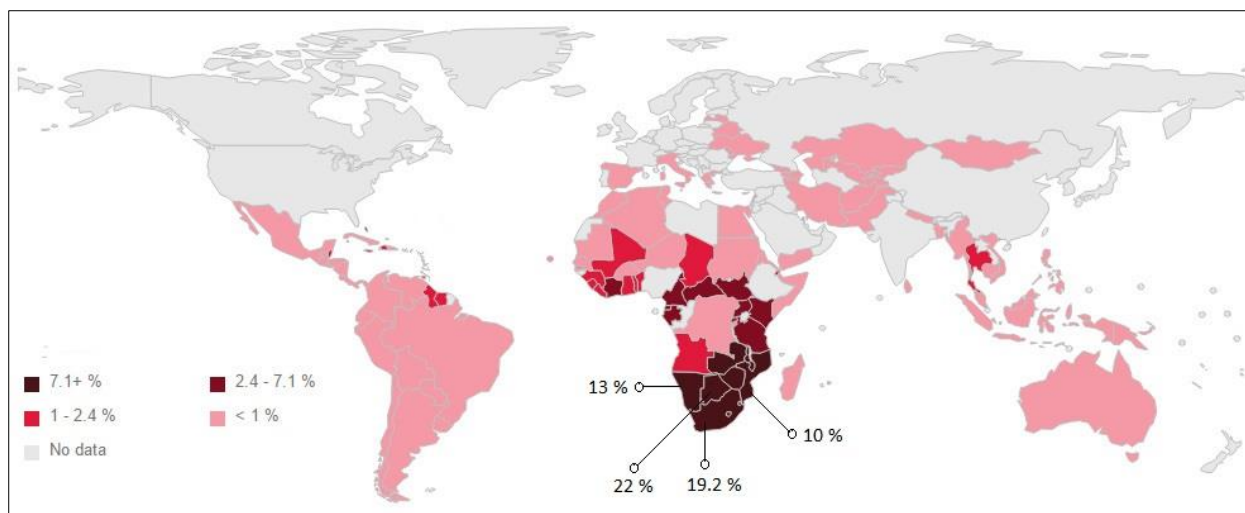 7.1+ %
2.4 - 7.1 %
1 - 2.4 %
< 1 %
No data
13 %
10 %
22 %
19.2 %